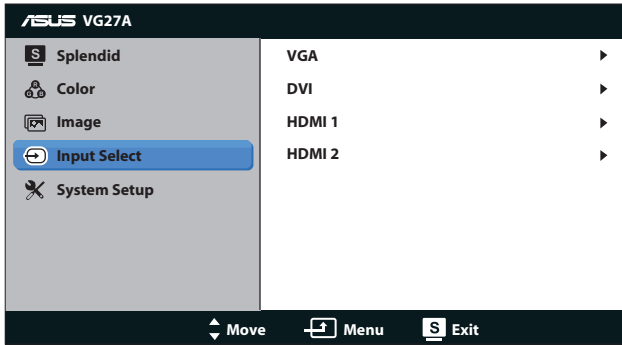 ASUS VG27A
S Splendid
R G B Color
Image
Input Select
System Setup
VGA
DVI
HDMI 1
HDMI 2
Move Menu S Exit